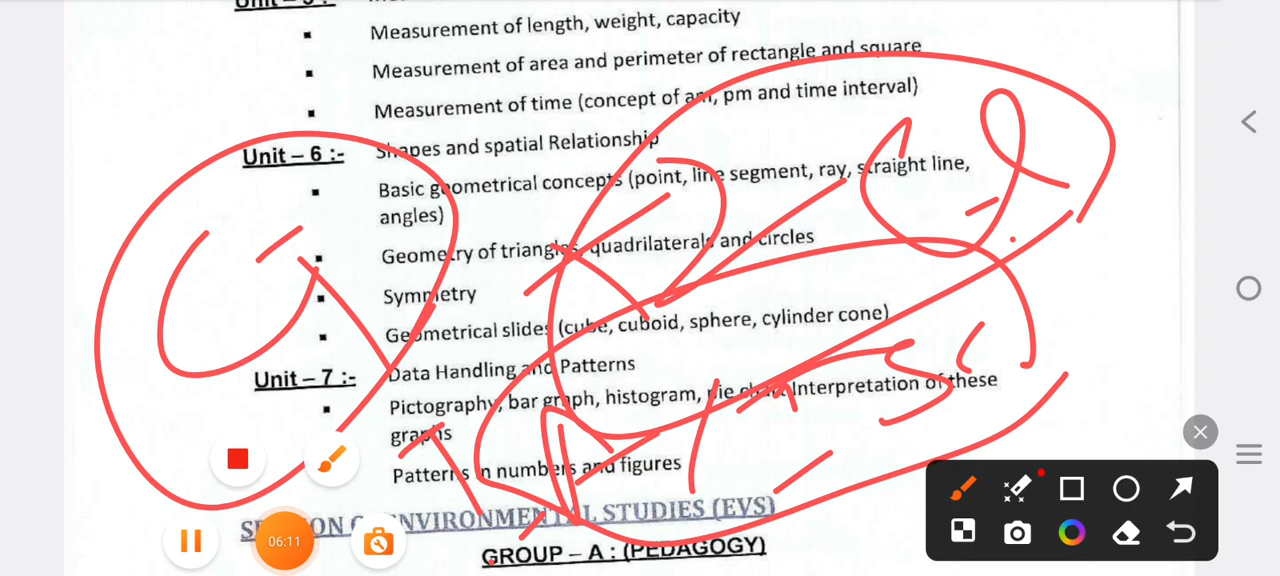 Unit – 5 :-
Measurement of length, weight, capacity
Measurement of area and perimeter of rectangle and square
Measurement of time (concept of am, pm and time interval)
Unit – 6 :- Shapes and spatial Relationship
Basic geometrical concepts (point, line segment, ray, straight line,
angles)
Geometry of triangles, quadrilaterals and circles
Symmetry
Geometrical slides (cube, cuboid, sphere, cylinder cone)
Unit – 7 :- Data Handling and Patterns
Pictography, bar graph, histogram, pie chart Interpretation of these
graphs
Patterns in numbers and figures
ENVIRONMENTAL STUDIES (EVS)
GROUP – A : (PEDAGOGY)
06:11